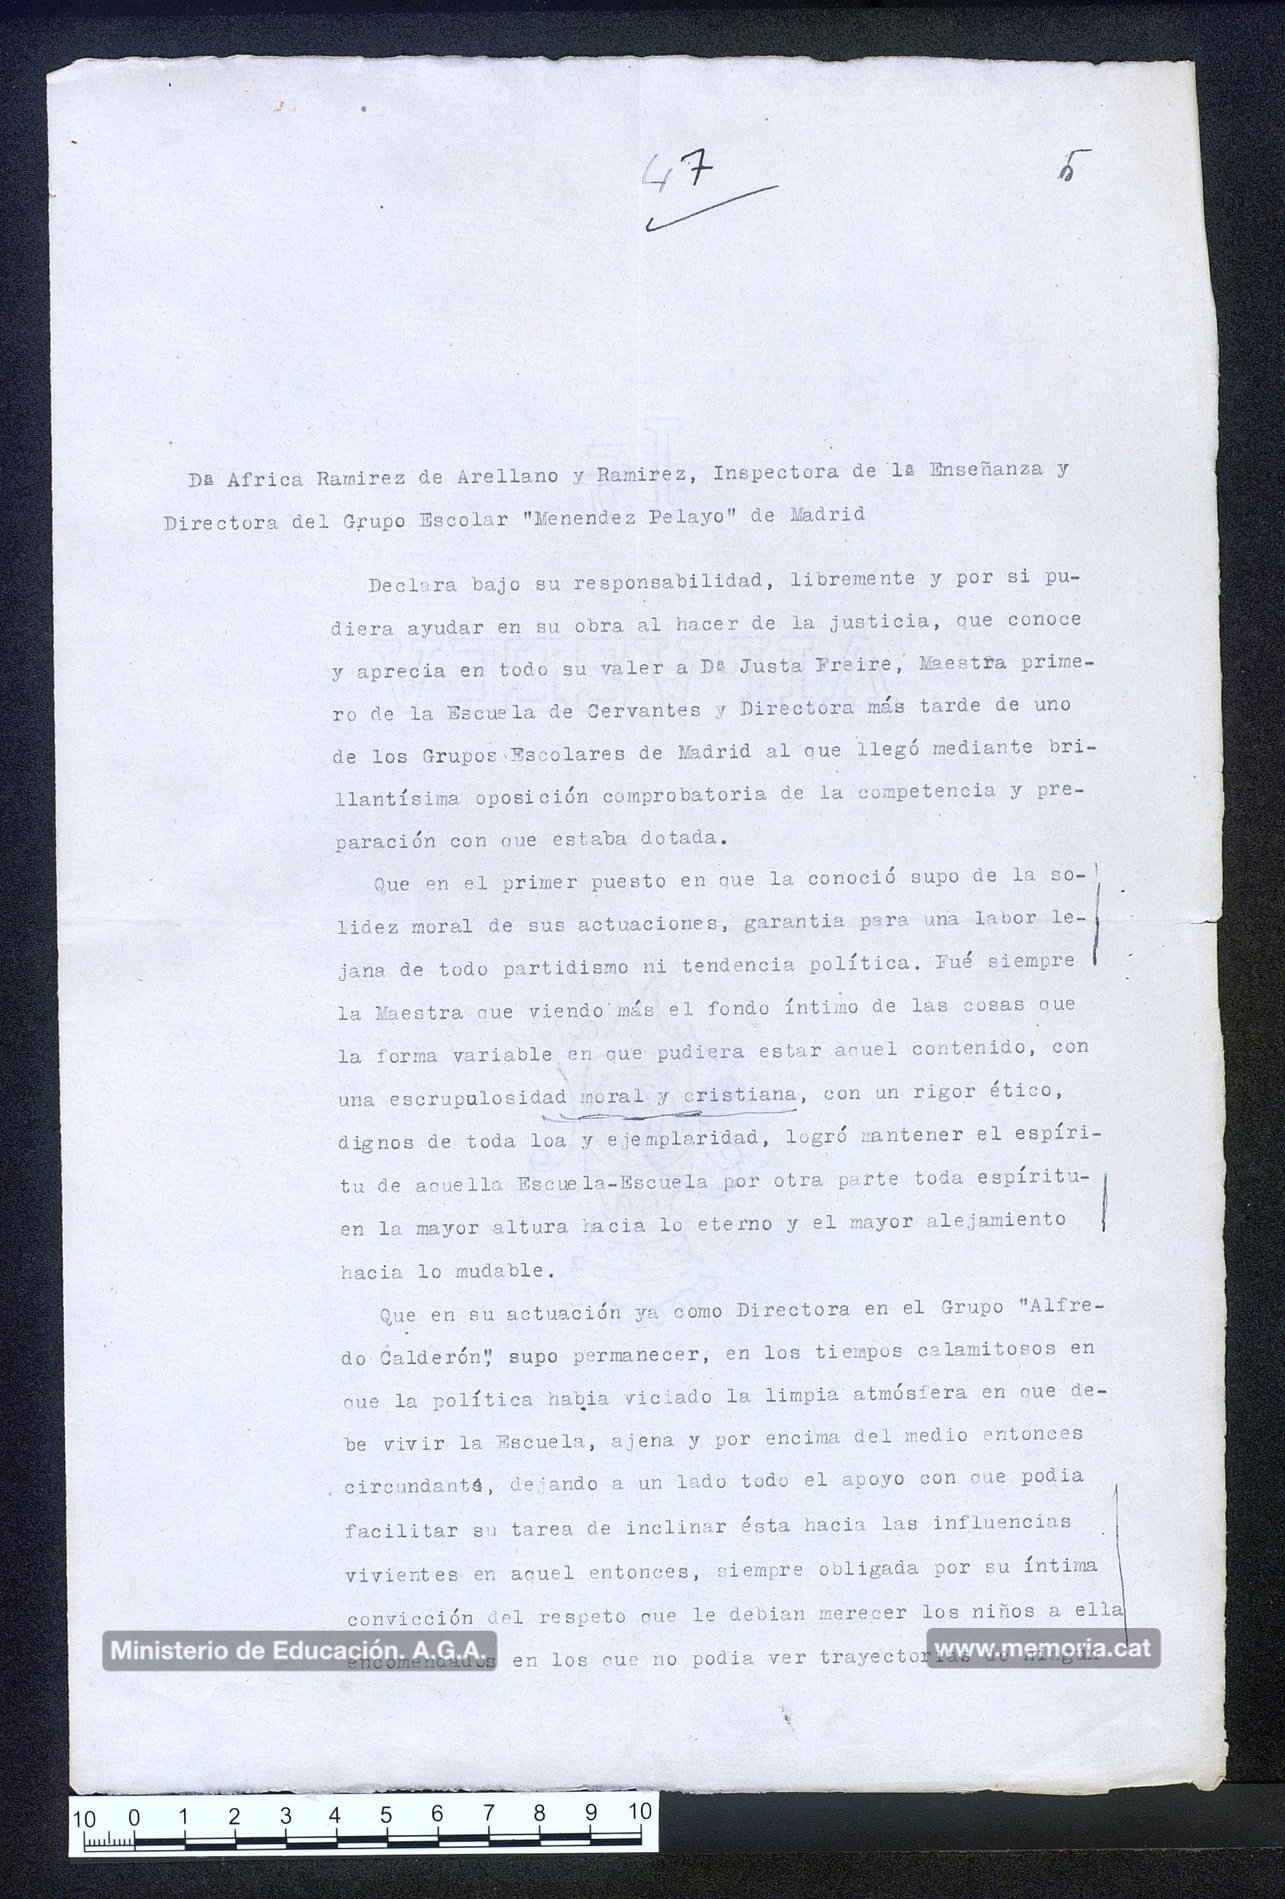 47
5
Dª Africa Ramirez de Arellano y Ramirez, Inspectora de 1ª Enseñanza y
Directora del Grupo Escolar "Menendez Pelayo" de Madrid
Declara bajo su responsabilidad, libremente y por si pu-
diera ayudar en su obra al hacer de la justicia, que conoce
y aprecia en todo su valer a Dª Justa Freire, Maestra prime-
ro de la Escuela de Cervantes y Directora más tarde de uno
de los Grupos Escolares de Madrid al que llegó mediante bri-
llantísima oposición comprobatoria de la competencia y pre-
paración con que estaba dotada.
Que en el primer puesto en que la conoció supo de la so-
lidez moral de sus actuaciones, garantia para una labor le-
jana de todo partidismo ni tendencia política. Fué siempre
la Maestra que viendo más el fondo íntimo de las cosas que
la forma variable en que pudiera estar aquel contenido, con
una escrupulosidad moral y cristiana, con un rigor ético,
dignos de toda loa y ejemplaridad, logró mantener el espíri-
tu de aquella Escuela-Escuela por otra parte toda espíritu-
en la mayor altura hacia lo eterno y el mayor alejamiento
hacia lo mudable.
Que en su actuación ya como Directora en el Grupo "Alfre-
do Calderón", supo permanecer, en los tiempos calamitosos en
que la política habia viciado la limpia atmósfera en que de-
be vivir la Escuela, ajena y por encima del medio entonces
circundante, dejando a un lado todo el apoyo con que podia
facilitar su tarea de inclinar ésta hacia las influencias
vivientes en aquel entonces, siempre obligada por su íntima
convicción del respeto que le debian merecer los niños a ella
encomendados en los que no podia ver trayectorias de ningún
Ministerio de Educación. A.G.A.
www.memoria.cat
10 0 1 2 3 4 5 6 7 8 9 10